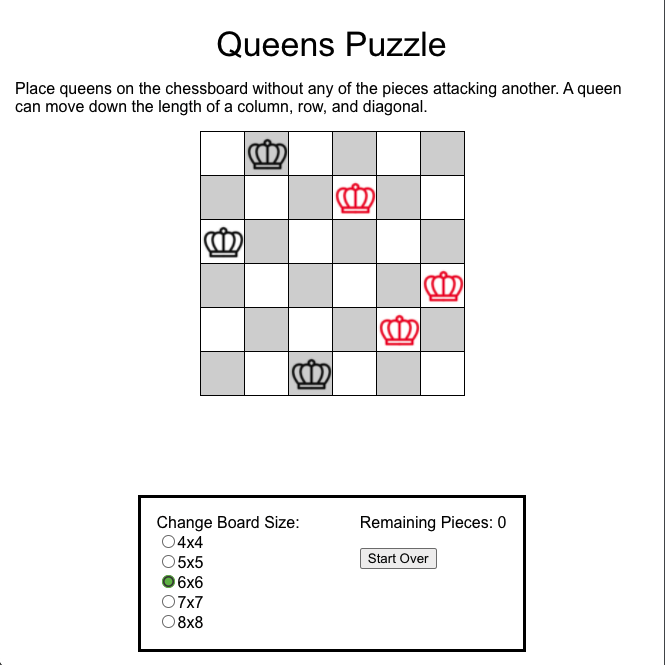 Queens Puzzle
Place queens on the chessboard without any of the pieces attacking another. A queen
can move down the length of a column, row, and diagonal.
Change Board Size:
4x4
5x5
6x6
7x7
8x8
Remaining Pieces: 0
Start Over